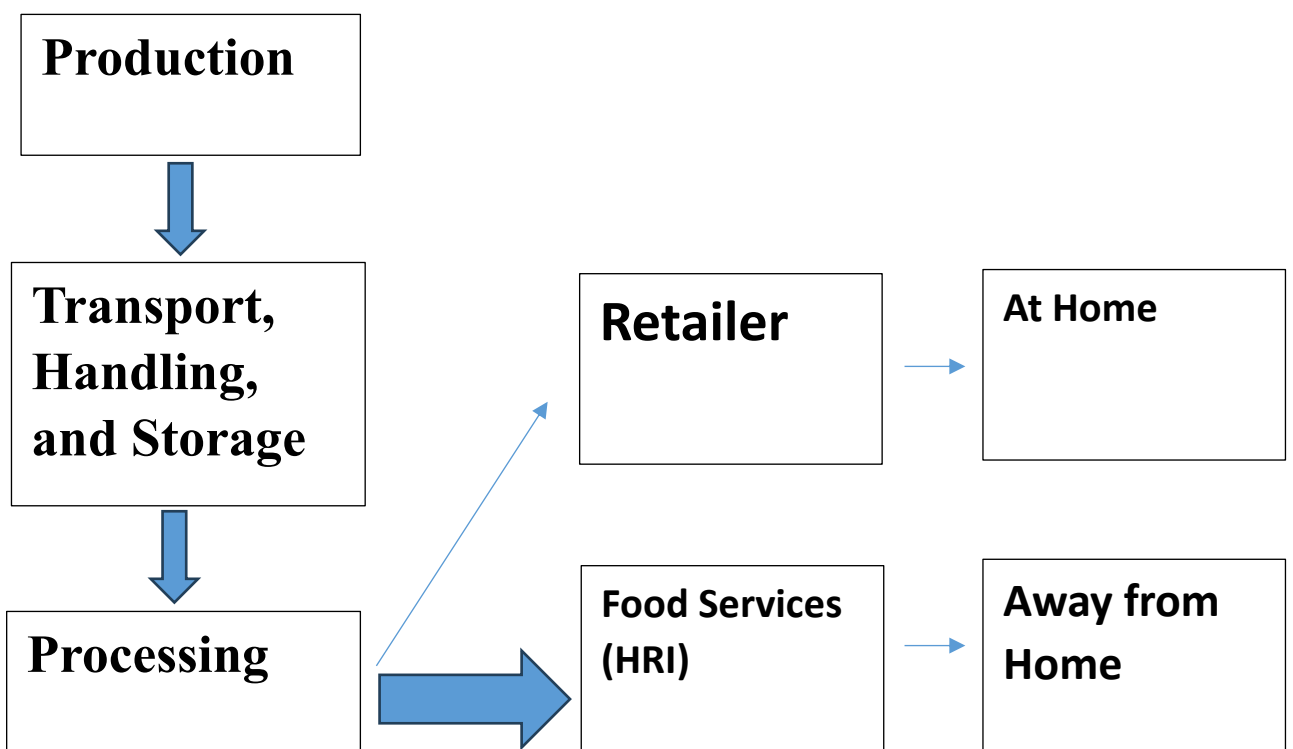 Production
Transport,
Handling,
and Storage
Processing
Retailer
At Home
Food Services
(HRI)
Away from
Home